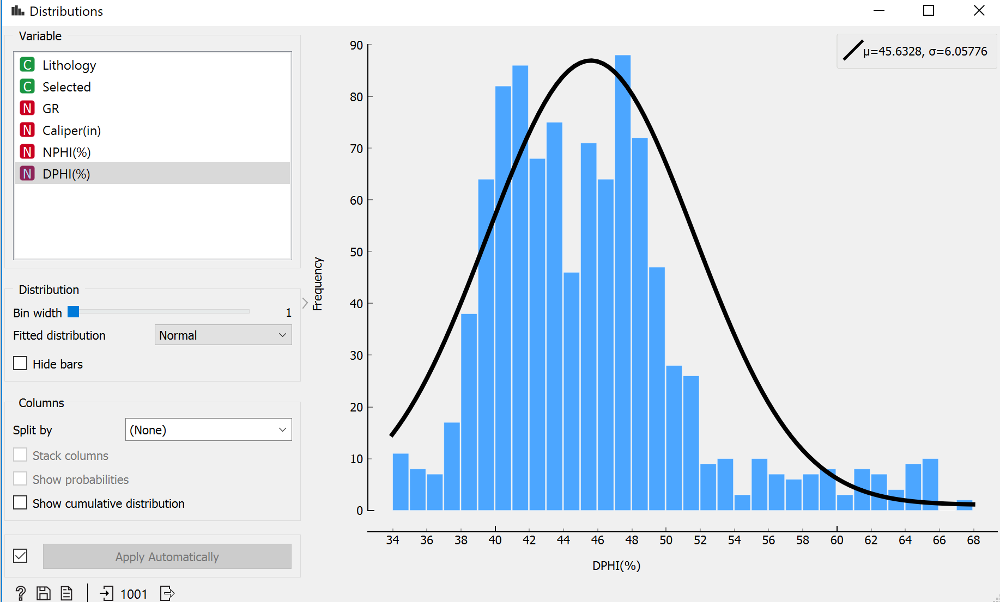 Distributions
Variable
C Lithology
C Selected
N GR
N Caliper(in)
N NPHI(%)
N DPHI(%)
Distribution
Bin width 1
Fitted distribution Normal
Hide bars
Columns
Split by (None)
Stack columns
Show probabilities
Show cumulative distribution
Apply Automatically
? 1001
μ=45.6328, σ=6.05776
90
80
70
60
50
40
30
20
10
0
Frequency
34 36 38 40 42 44 46 48 50 52 54 56 58 60 62 64 66 68
DPHI(%)